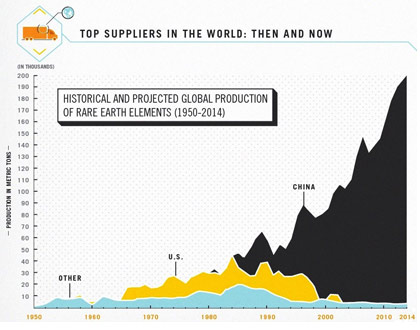 TOP SUPPLIERS IN THE WORLD: THEN AND NOW
(IN THOUSANDS)
HISTORICAL AND PROJECTED GLOBAL PRODUCTION
OF RARE EARTH ELEMENTS (1950-2014)
— PRODUCTION IN METRIC TONS —
200
190
180
170
160
150
140
130
120
110
100
90
80
70
60
50
40
30
20
10
CHINA
U.S.
OTHER
1950 1960 1970 1980 1990 2000 2010 2014